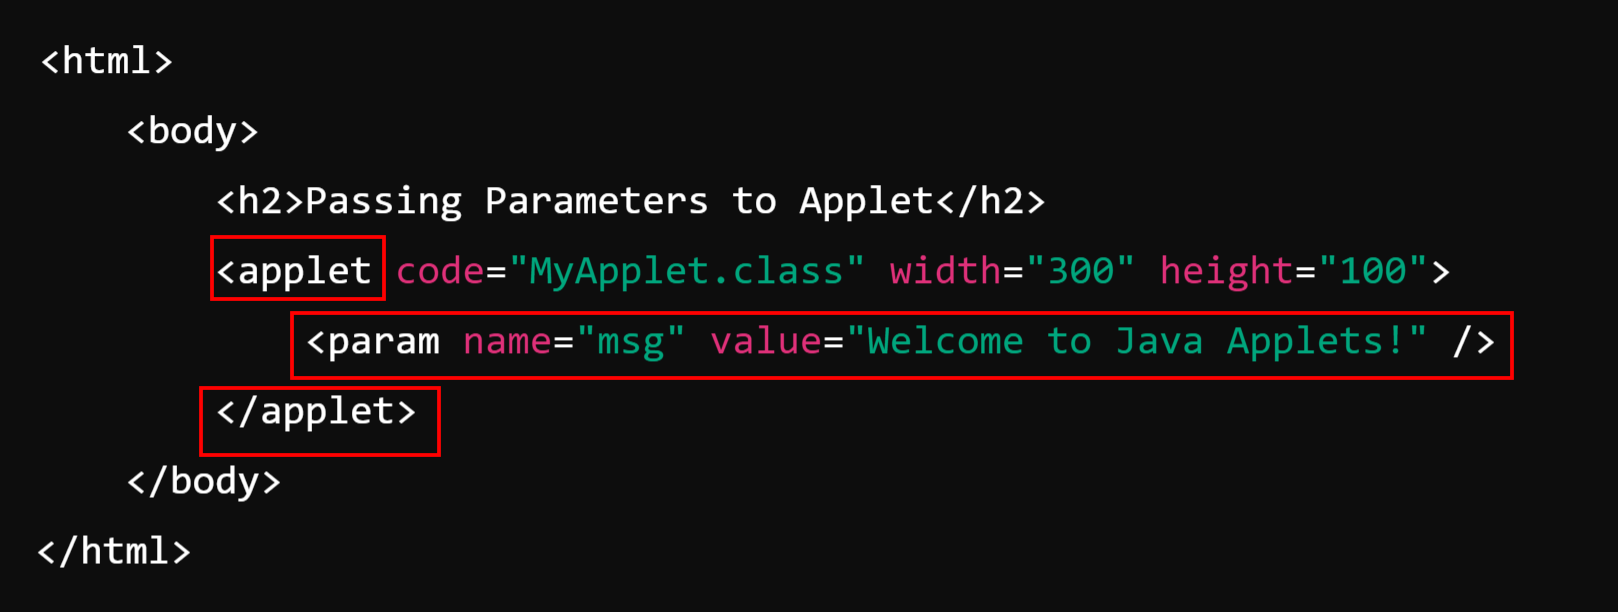 <html>
<body>
<h2>Passing Parameters to Applet</h2>
<applet code="MyApplet.class" width="300" height="100">
<param name="msg" value="Welcome to Java Applets!" />
</applet>
</body>
</html>